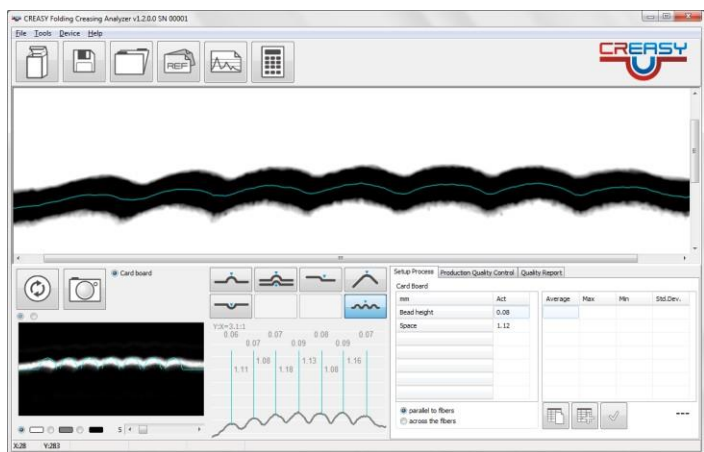 CREASY Folding Creasing Analyzer v1.2.0.0 SN 00001
File Tools Device Help
REF
CREASY
Card board
Setup Process Production Quality Control Quality Report
Card Board
mm Act Average Max Min Std.Dev.
Bead height 0.08
Space 1.12
Y:X=3.1:1
0.06 0.07 0.08 0.07
0.07 0.09 0.09
1.08 1.13 1.16
1.11 1.18 1.08
parallel to fibers
across the fibers
---
S
X:28 Y:283